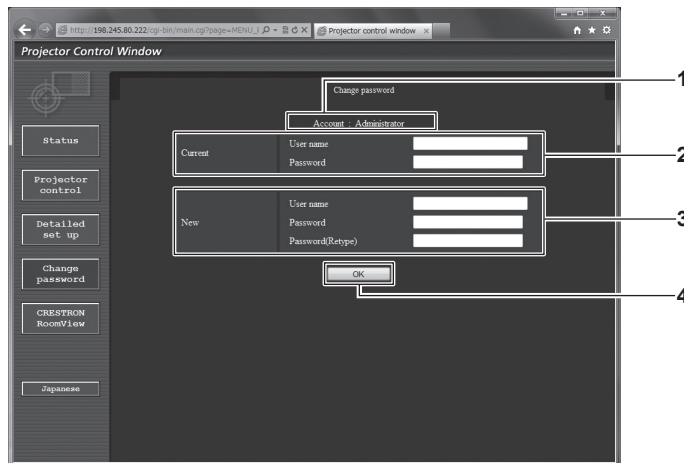 http://198.245.80.222/cgi-bin/main.cgi?page=MENU_I
Projector control window
Projector Control Window
Change password
1
Account : Administrator
Status
Current
User name
Password
2
Projector
control
New
User name
Password
Password(Retype)
3
Detailed
set up
OK
Change
password
4
CRESTRON
RoomView
Japanese